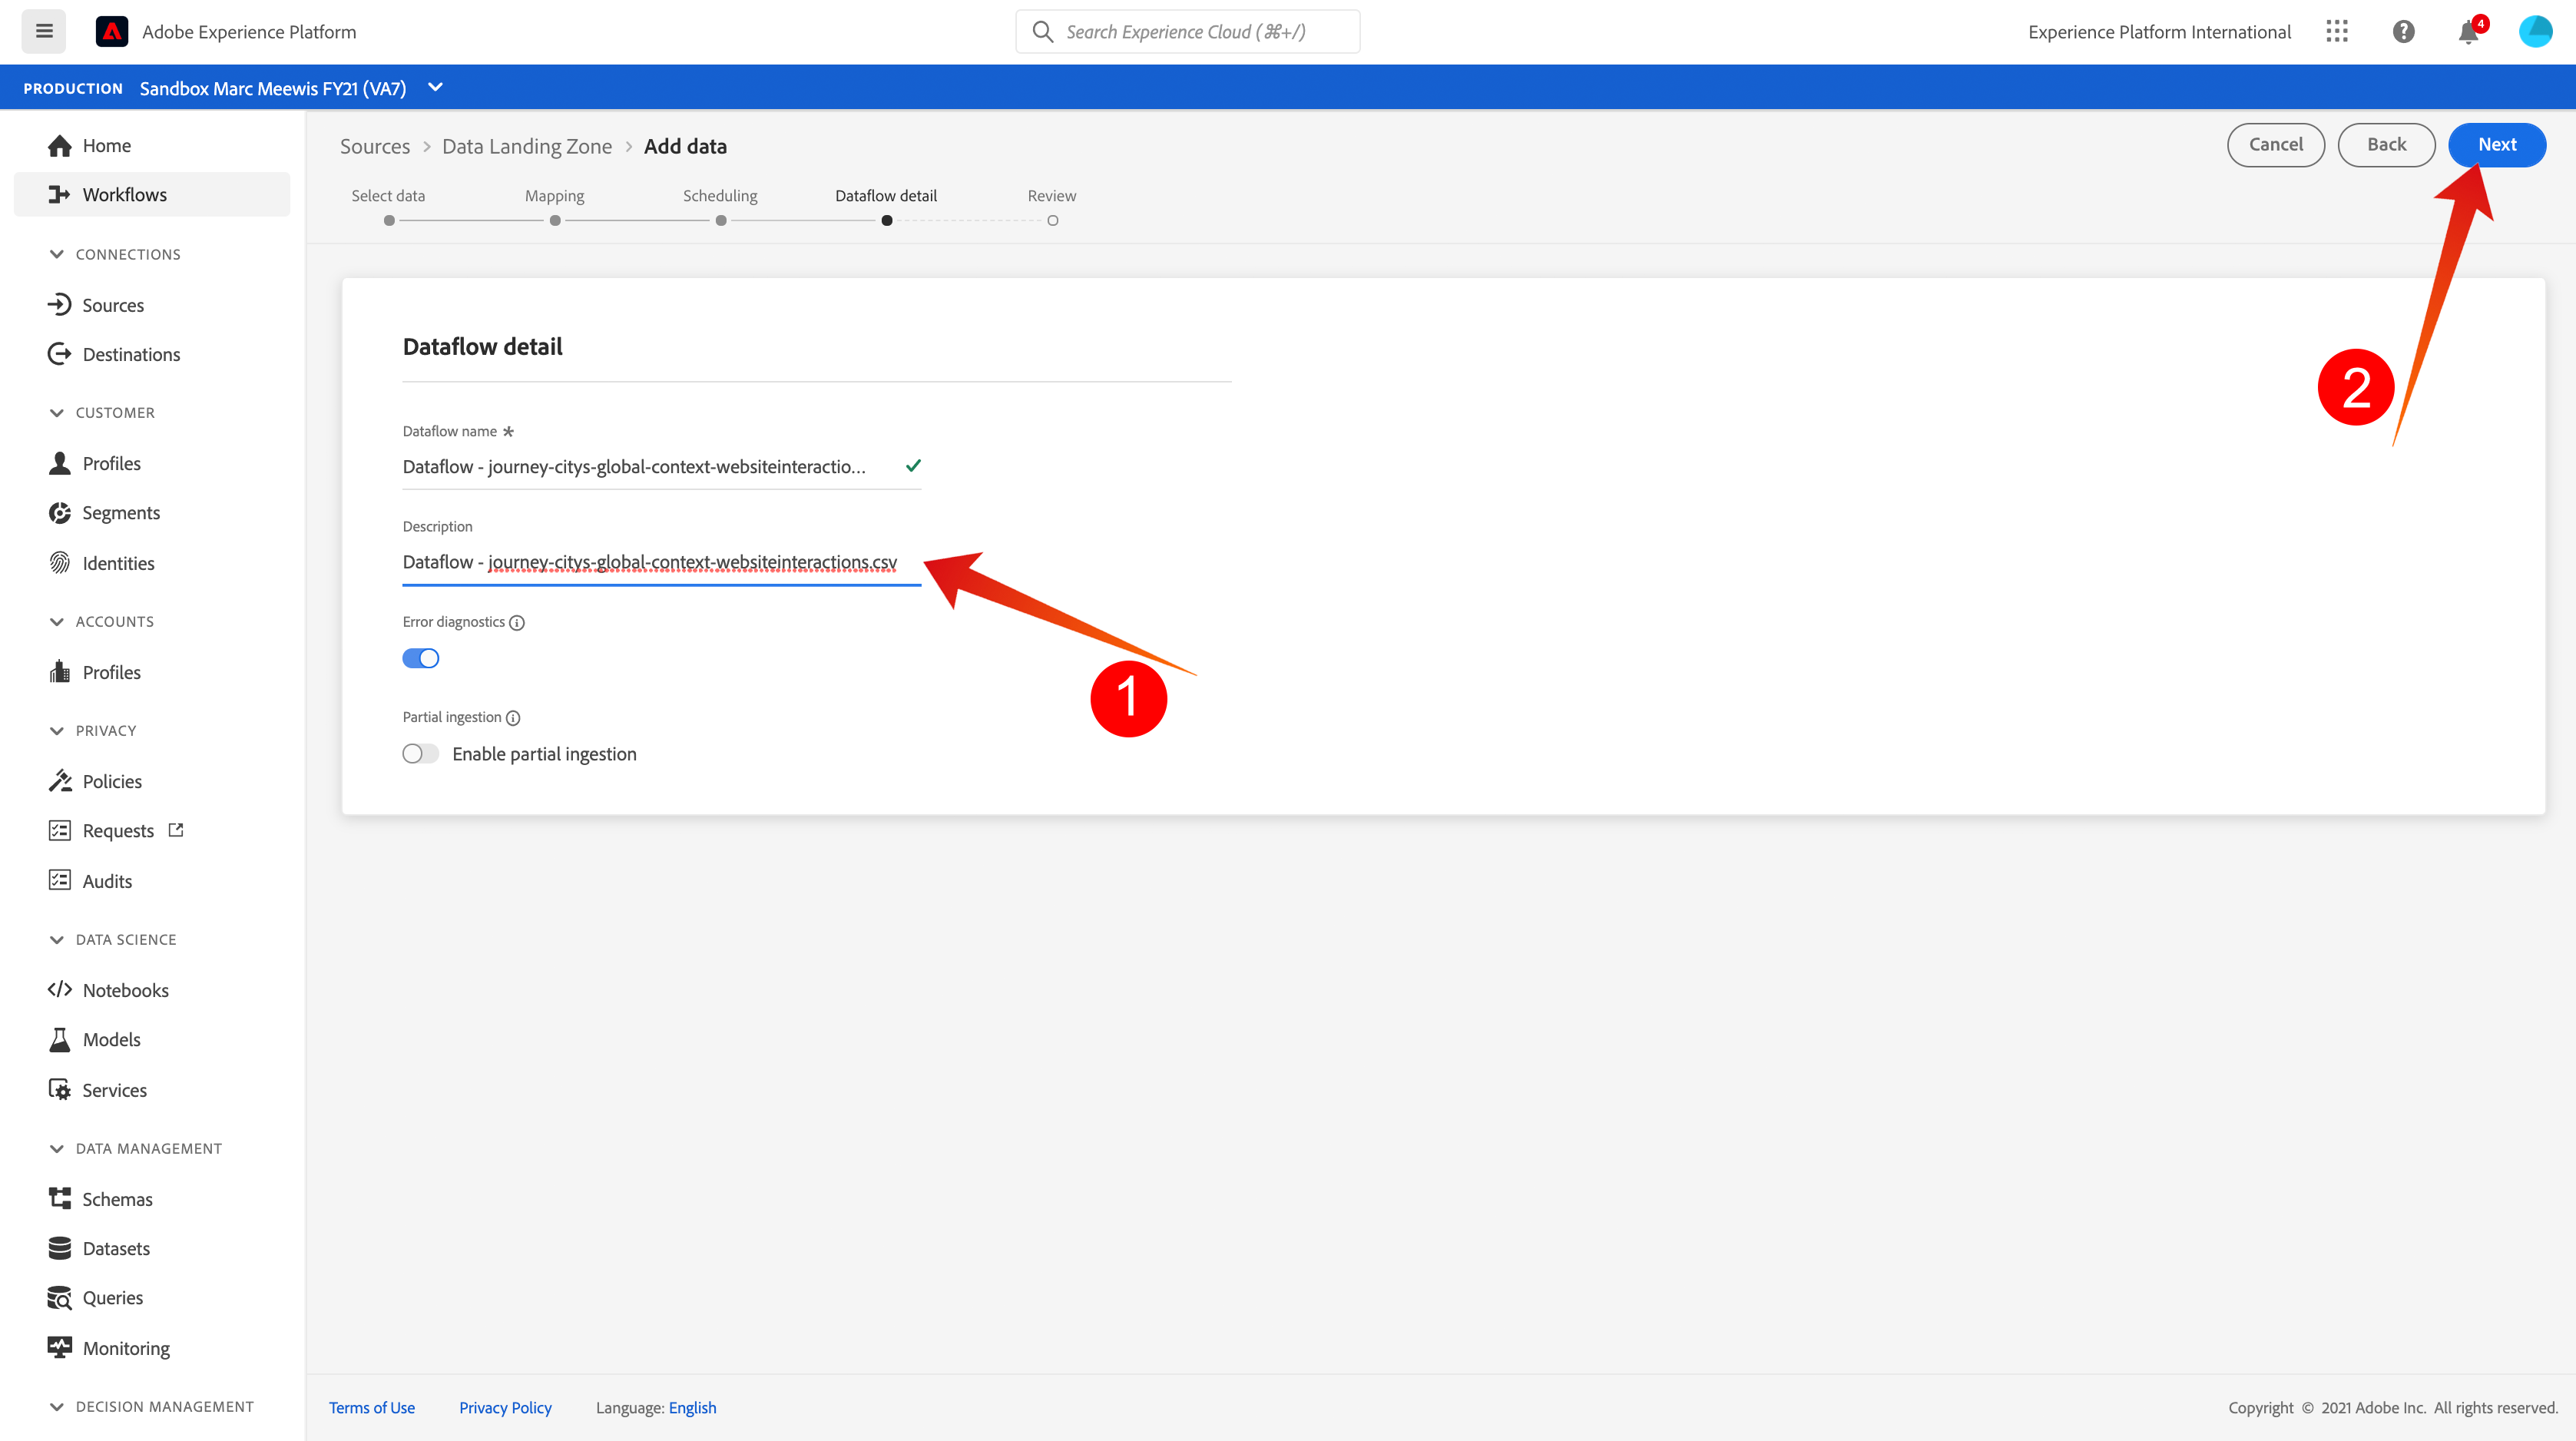 Adobe Experience Platform
Search Experience Cloud (⌘+/)
Experience Platform International
4
PRODUCTION Sandbox Marc Meewis FY21 (VA7)
Home
Workflows
CONNECTIONS
Sources
Destinations
CUSTOMER
Profiles
Segments
Identities
ACCOUNTS
Profiles
PRIVACY
Policies
Requests
Audits
DATA SCIENCE
Notebooks
Models
Services
DATA MANAGEMENT
Schemas
Datasets
Queries
Monitoring
DECISION MANAGEMENT
Sources > Data Landing Zone > Add data
Cancel
Back
Next
Select data
Mapping
Scheduling
Dataflow detail
Review
2
Dataflow detail
Dataflow name *
Dataflow - journey-citys-global-context-websiteinteractio...
Description
Dataflow - journey-citys-global-context-websiteinteractions.csv
1
Error diagnostics
Partial ingestion
Enable partial ingestion
Terms of Use
Privacy Policy
Language: English
Copyright © 2021 Adobe Inc. All rights reserved.